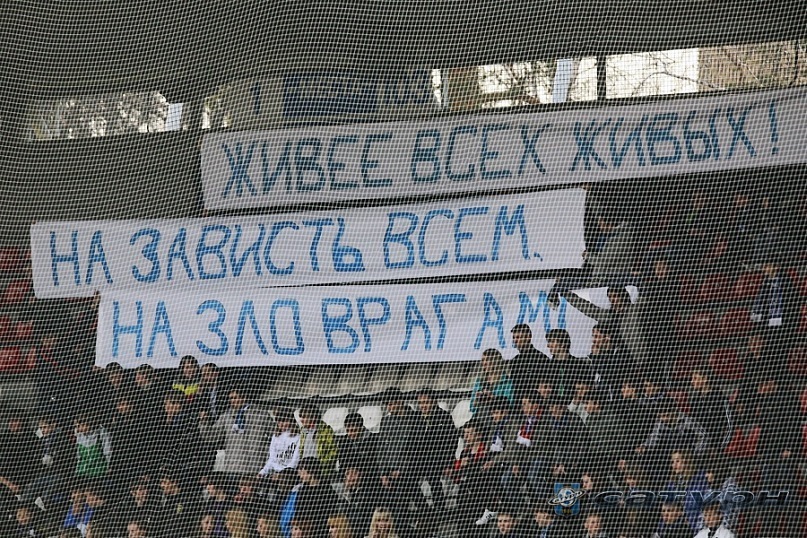 ЖИВЕЕ ВСЕХ ЖИВЫХ!
НА ЗАВИСТЬ ВСЕМ,
НА ЗЛО ВРАГАМ!
САТУРН